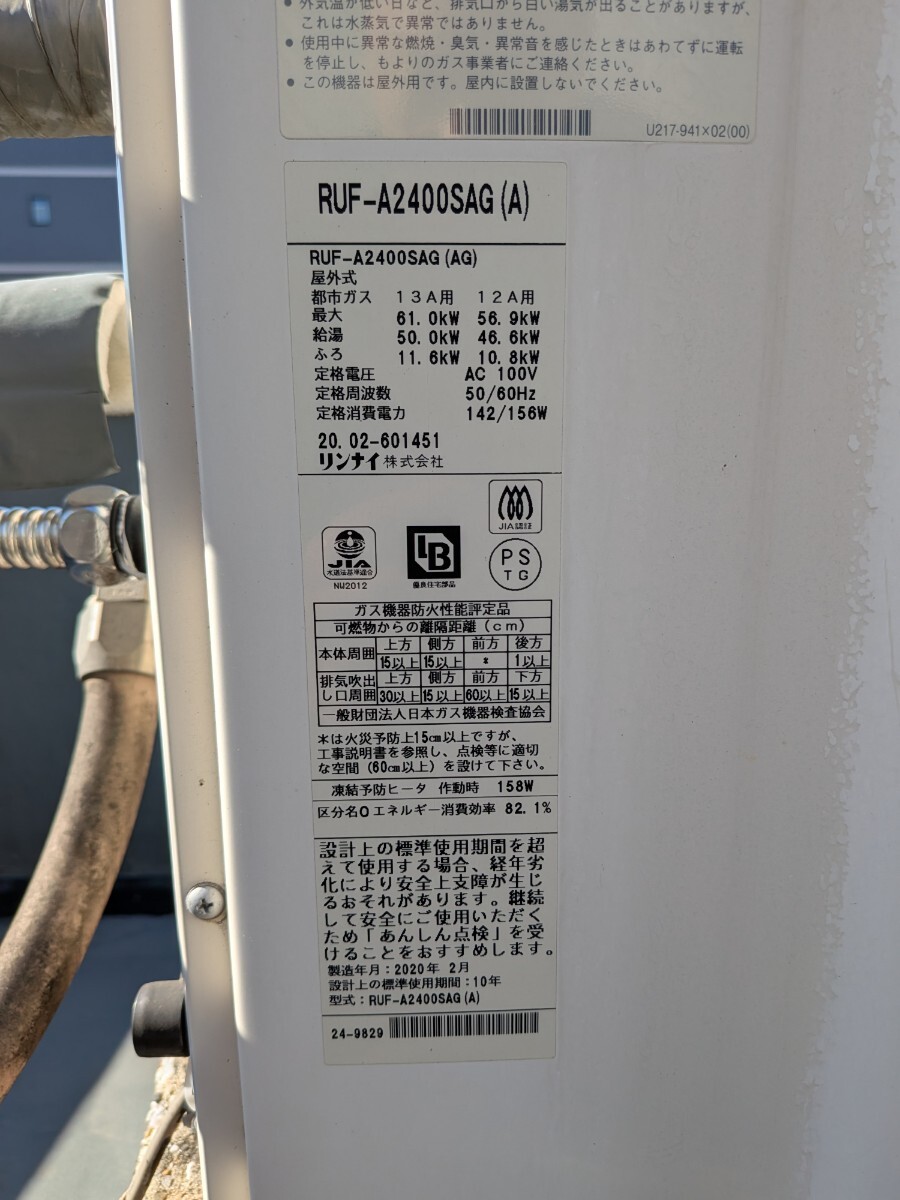 外気温が低い日など、排気口から白い湯気が出ることがありますが、
これは水蒸気で異常ではありません。
● 使用中に異常な燃焼・臭気・異常音を感じたときはあわてずに運転
を停止し、もよりのガス事業者にご連絡ください。
● この機器は屋外用です。屋内に設置しないでください。
U217-941×02(00)
RUF-A2400SAG(A)
RUF-A2400SAG(AG)
屋外式
都市ガス 13A用 12A用
最大 61.0kW 56.9kW
給湯 50.0kW 46.6kW
ふろ 11.6kW 10.8kW
定格電圧 AC 100V
定格周波数 50/60Hz
定格消費電力 142/156W
20.02-601451
リンナイ株式会社
JIA認証
JIA
水道法基準適合
NW2012
BL
優良住宅部品
PS
TG
ガス機器防火性能評定品
可燃物からの離隔距離(cm)
本体周囲 上方 側方 前方 後方
15以上 15以上 * 1以上
排気吹出し口周囲 上方 側方 前方 下方
30以上 15以上 60以上 15以上
一般財団法人日本ガス機器検査協会
*は火災予防上15cm以上ですが、
工事説明書を参照し、点検等に適切
な空間(60cm以上)を設けて下さい。
凍結予防ヒータ 作動時 158W
区分名O エネルギー消費効率 82.1%
設計上の標準使用期間を超
えて使用する場合、経年劣
化により安全上支障が生じ
るおそれがあります。継続
して安全にご使用いただく
ため「あんしん点検」を受
けることをおすすめします。
製造年月:2020年 2月
設計上の標準使用期間:10年
型式:RUF-A2400SAG(A)
24-9829